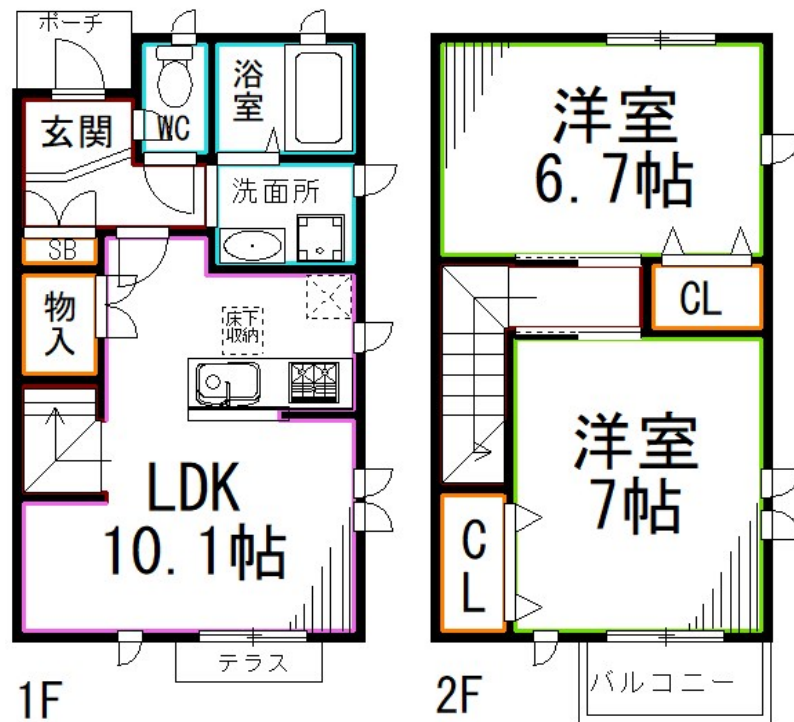 ポーチ
玄関
WC
浴室
洗面所
SB
物入
床下
収納
LDK
10.1帖
テラス
1F
洋室
6.7帖
CL
洋室
7帖
CL
バルコニー
2F